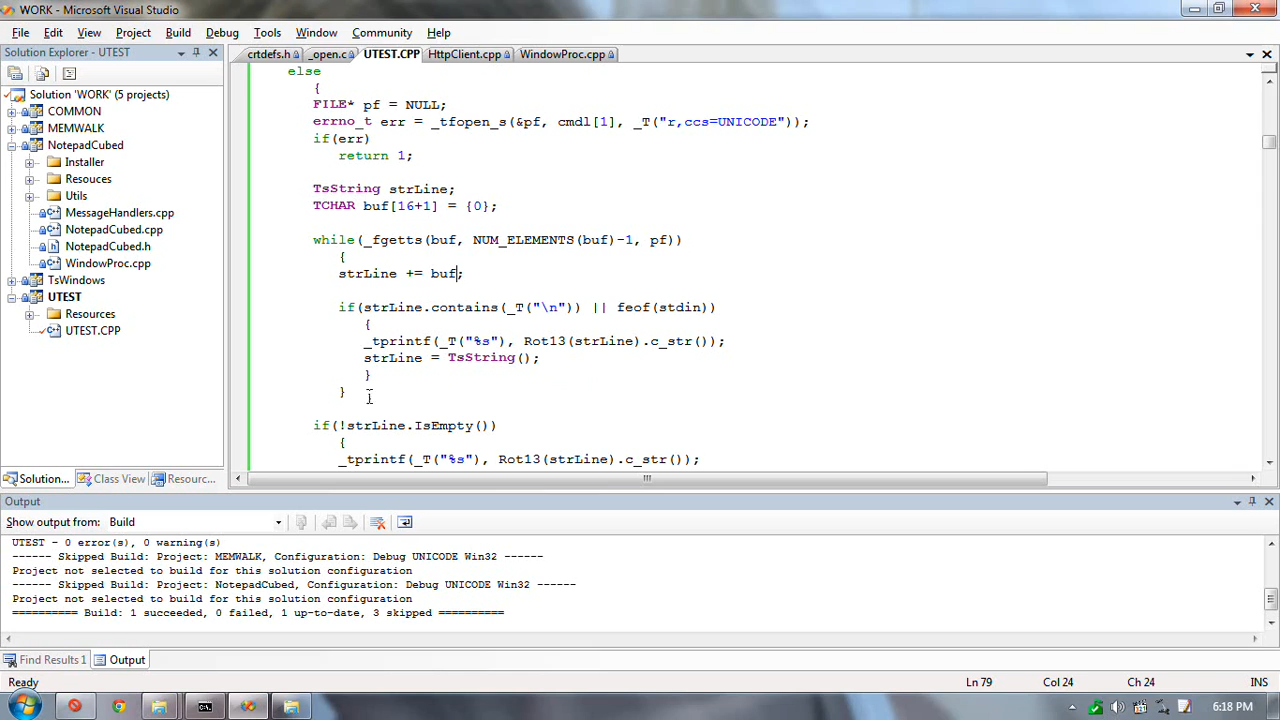 WORK - Microsoft Visual Studio
File Edit View Project Build Debug Tools Window Community Help
Solution Explorer - UTEST
crtdefs.h _open.c UTEST.CPP HttpClient.cpp WindowProc.cpp
Solution 'WORK' (5 projects)
COMMON
MEMWALK
NotepadCubed
Installer
Resouces
Utils
MessageHandlers.cpp
NotepadCubed.cpp
NotepadCubed.h
WindowProc.cpp
TsWindows
UTEST
Resources
UTEST.CPP
Solution... Class View Resourc...
else
{
FILE* pf = NULL;
errno_t err = _tfopen_s(&pf, cmdl[1], _T("r,ccs=UNICODE"));
if(err)
return 1;
TsString strLine;
TCHAR buf[16+1] = {0};
while(_fgetts(buf, NUM_ELEMENTS(buf)-1, pf))
{
strLine += buf;
if(strLine.contains(_T("\n")) || feof(stdin))
{
_tprintf(_T("%s"), Rot13(strLine).c_str());
strLine = TsString();
}
}
if(!strLine.IsEmpty())
{
_tprintf(_T("%s"), Rot13(strLine).c_str());
Output
Show output from: Build
UTEST - 0 error(s), 0 warning(s)
------ Skipped Build: Project: MEMWALK, Configuration: Debug UNICODE Win32 ------
Project not selected to build for this solution configuration
------ Skipped Build: Project: NotepadCubed, Configuration: Debug UNICODE Win32 ------
Project not selected to build for this solution configuration
========== Build: 1 succeeded, 0 failed, 1 up-to-date, 3 skipped ==========
Find Results 1 Output
Ready Ln 79 Col 24 Ch 24 INS
6:18 PM